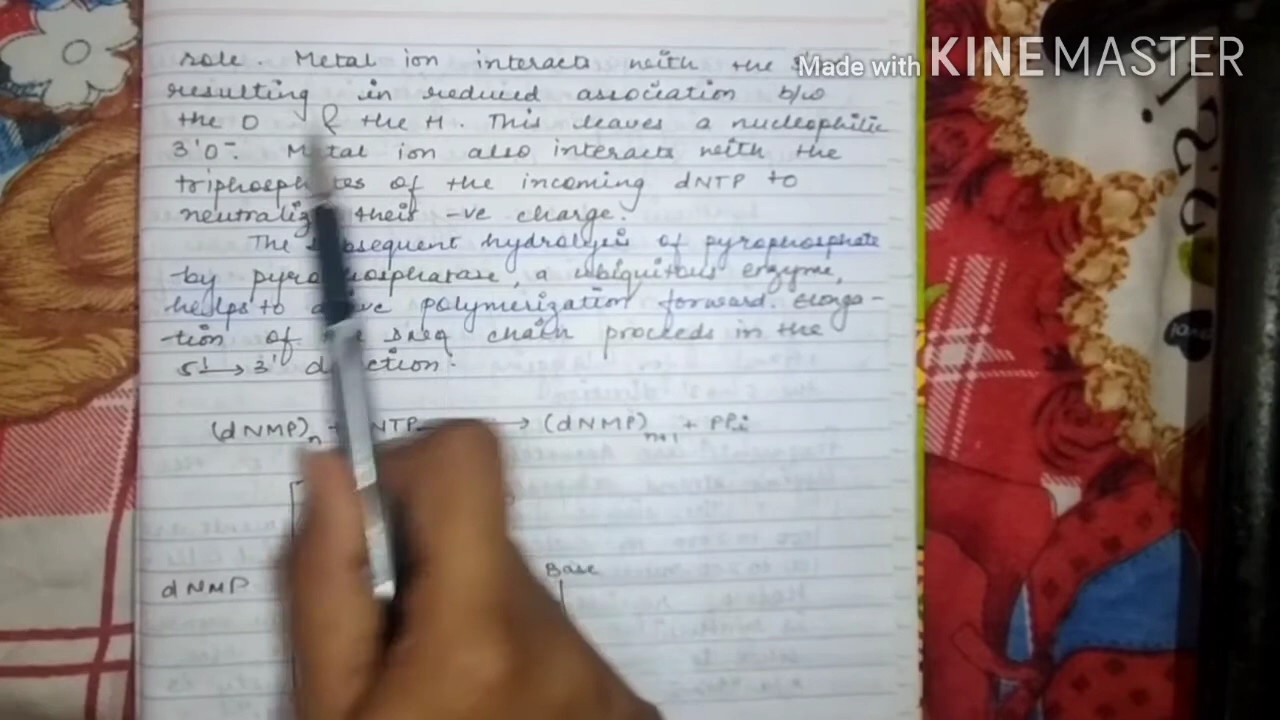 role. Metal ion interacts with the
Made with KINEMASTER
resulting in reduced association b/w
the O & the H. This leaves a nucleophilic
3'O⁻. Metal ion also interacts with the
triphosphates of the incoming dNTP to
neutralize their -ve charge.
The subsequent hydrolysis of pyrophosphate
by pyrophosphatase, a ubiquitous enzyme,
helps to drive polymerization forward. Elonga-
tion of the chain proceeds in the
5' → 3' direction.
(dNMP)n + NTP → (dNMP)n+1 + PPi
Base
dNMP